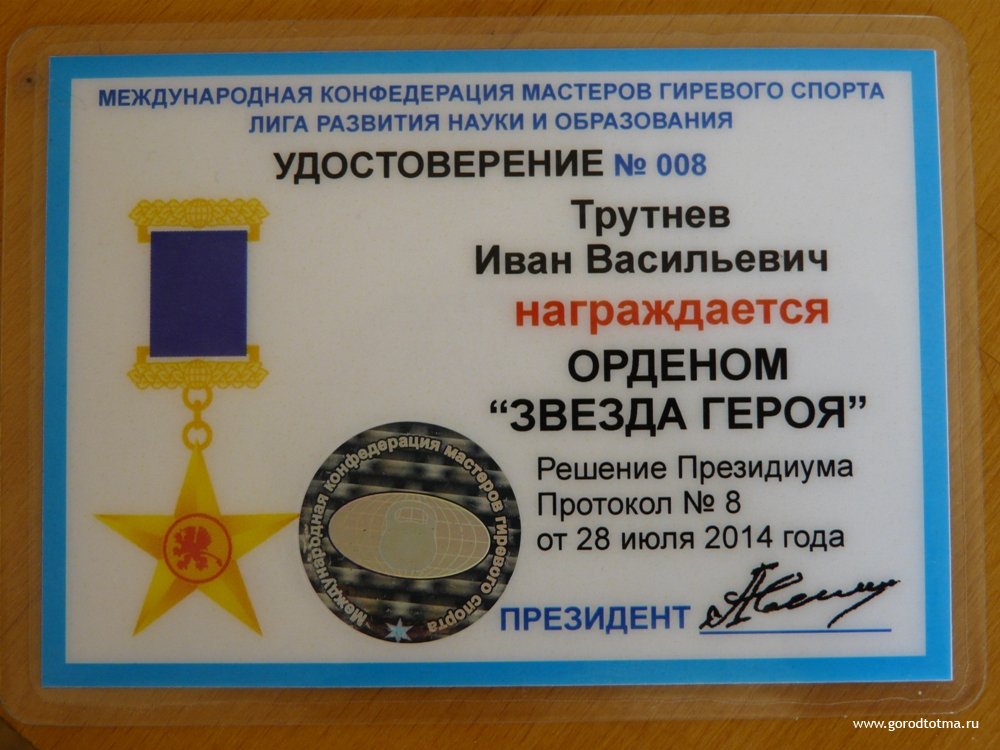 МЕЖДУНАРОДНАЯ КОНФЕДЕРАЦИЯ МАСТЕРОВ ГИРЕВОГО СПОРТА
ЛИГА РАЗВИТИЯ НАУКИ И ОБРАЗОВАНИЯ
УДОСТОВЕРЕНИЕ № 008
Трутнев
Иван Васильевич
награждается
ОРДЕНОМ
“ЗВЕЗДА ГЕРОЯ”
Международная конфедерация мастеров гиревого спорта
Решение Президиума
Протокол № 8
от 28 июля 2014 года
ПРЕЗИДЕНТ
www.gorodtotma.ru